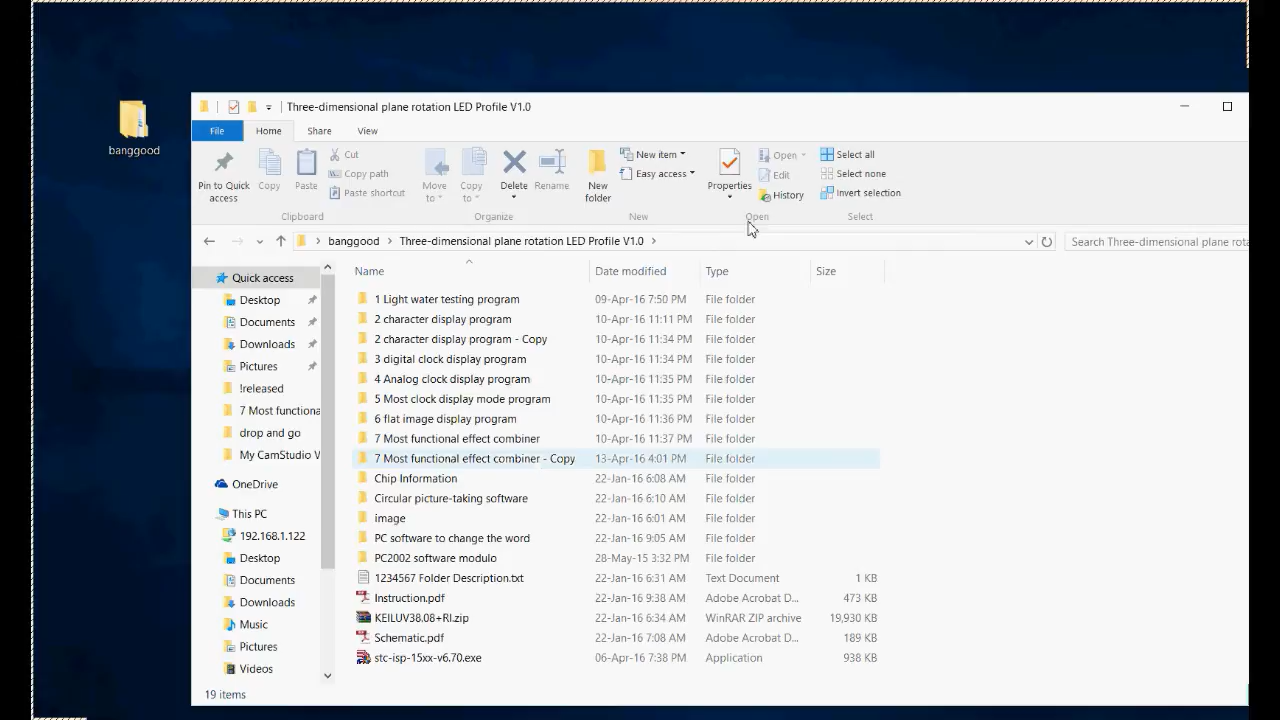 banggood
Three-dimensional plane rotation LED Profile V1.0
File Home Share View
Pin to Quick access
Copy
Paste
Cut
Copy path
Paste shortcut
Clipboard
Move to
Copy to
Delete
Rename
Organize
New folder
New item
Easy access
New
Properties
Open
Edit
History
Open
Select all
Select none
Invert selection
Select
banggood Three-dimensional plane rotation LED Profile V1.0
Search Three-dimensional plane rota
Quick access
Desktop
Documents
Downloads
Pictures
!released
7 Most functiona
drop and go
My CamStudio V
OneDrive
This PC
192.168.1.122
Desktop
Documents
Downloads
Music
Pictures
Videos
Name Date modified Type Size
1 Light water testing program 09-Apr-16 7:50 PM File folder
2 character display program 10-Apr-16 11:11 PM File folder
2 character display program - Copy 10-Apr-16 11:34 PM File folder
3 digital clock display program 10-Apr-16 11:34 PM File folder
4 Analog clock display program 10-Apr-16 11:35 PM File folder
5 Most clock display mode program 10-Apr-16 11:35 PM File folder
6 flat image display program 10-Apr-16 11:36 PM File folder
7 Most functional effect combiner 10-Apr-16 11:37 PM File folder
7 Most functional effect combiner - Copy 13-Apr-16 4:01 PM File folder
Chip Information 22-Jan-16 6:08 AM File folder
Circular picture-taking software 22-Jan-16 6:10 AM File folder
image 22-Jan-16 6:01 AM File folder
PC software to change the word 22-Jan-16 9:05 AM File folder
PC2002 software modulo 28-May-15 3:32 PM File folder
1234567 Folder Description.txt 22-Jan-16 6:31 AM Text Document 1 KB
Instruction.pdf 22-Jan-16 9:38 AM Adobe Acrobat D... 473 KB
KEILUV38.08+RI.zip 22-Jan-16 6:34 AM WinRAR ZIP archive 19,930 KB
Schematic.pdf 22-Jan-16 7:08 AM Adobe Acrobat D... 189 KB
stc-isp-15xx-v6.70.exe 06-Apr-16 7:38 PM Application 938 KB
19 items